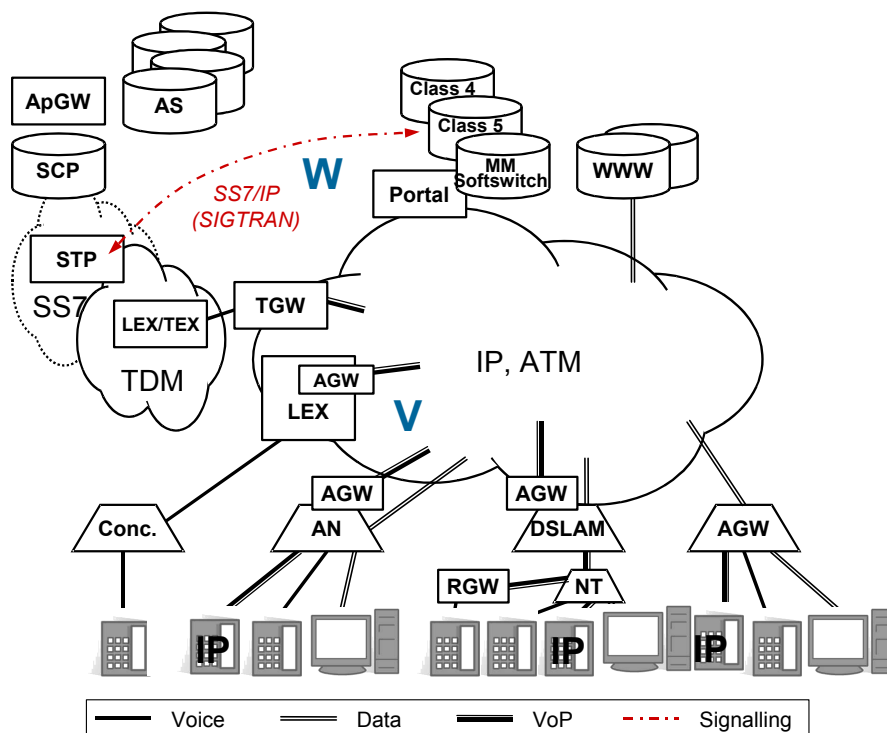 Class 4
ApGW
AS
Class 5
SCP
MM
Softswitch
WWW
W
Portal
SS7/IP
(SIGTRAN)
STP
SS7
LEX/TEX
TGW
TDM
IP, ATM
AGW
LEX
V
AGW
AGW
Conc.
AN
DSLAM
AGW
RGW
NT
IP
IP
IP
Voice
Data
VoP
Signalling